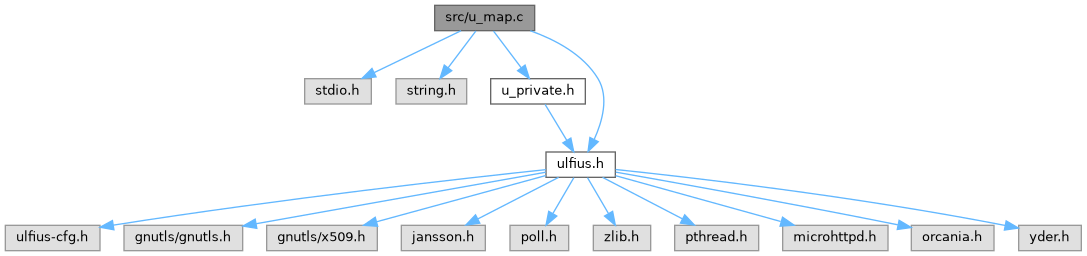 src/u_map.c
stdio.h
string.h
u_private.h
ulfius.h
ulfius-cfg.h
gnutls/gnutls.h
gnutls/x509.h
jansson.h
poll.h
zlib.h
pthread.h
microhttpd.h
orcania.h
yder.h